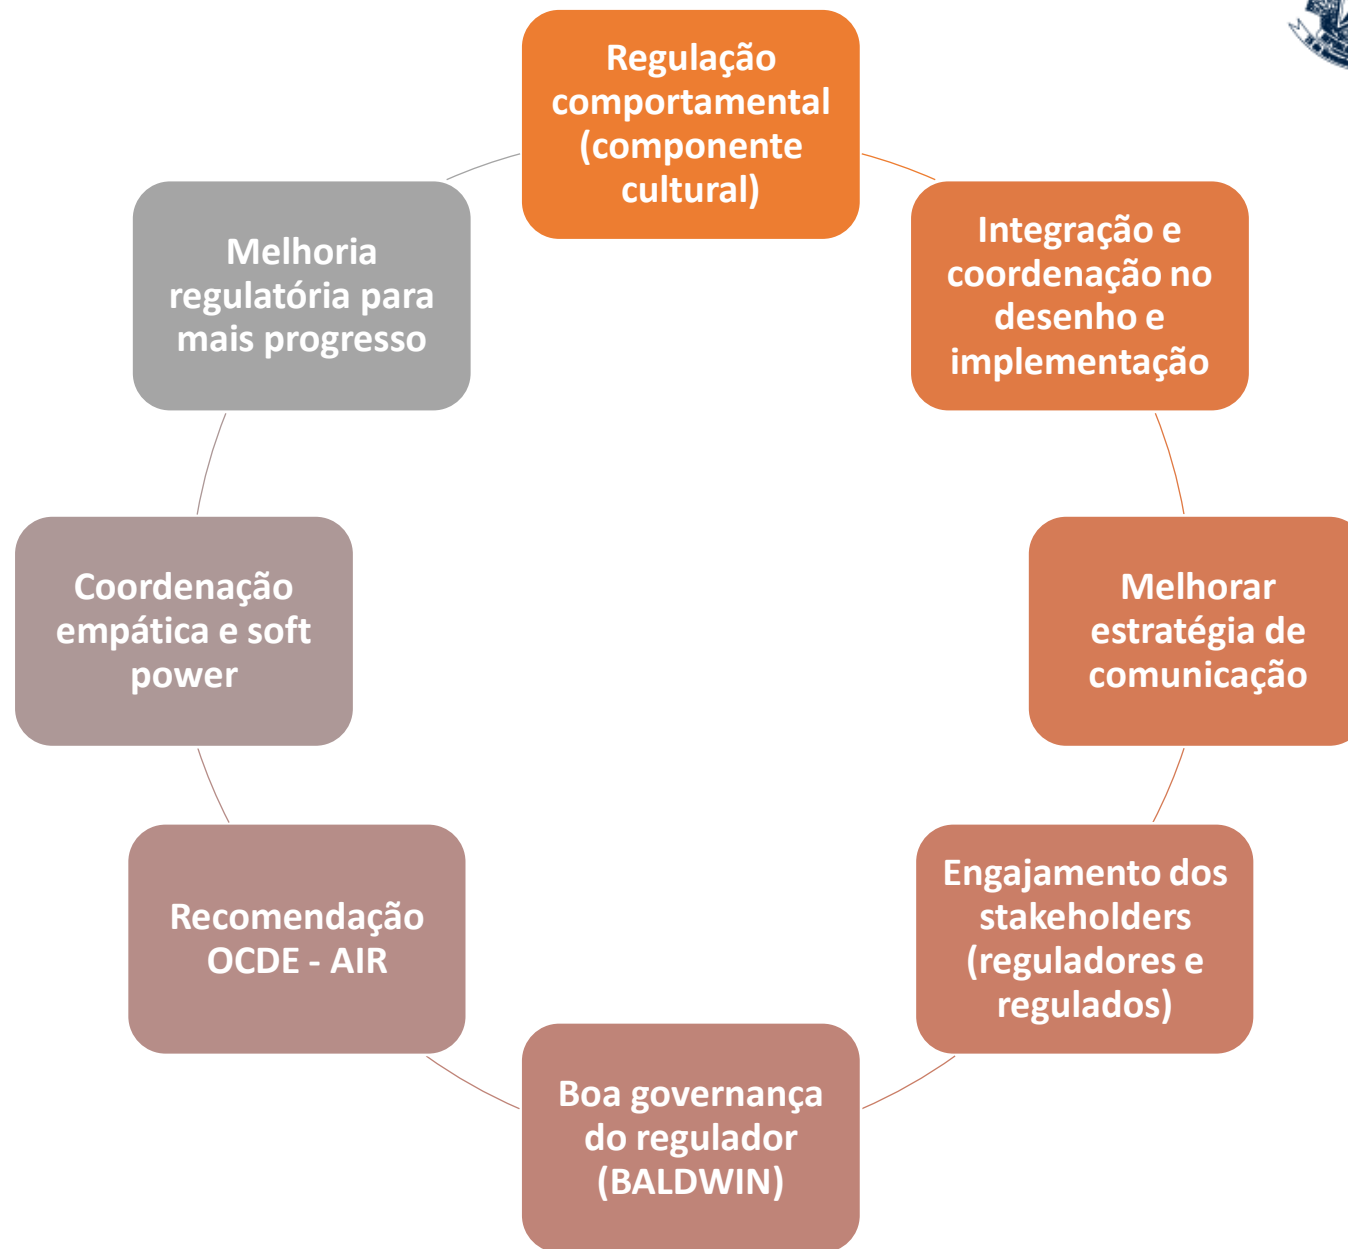 Regulação
comportamental
(componente
cultural)
Integração e
coordenação no
desenho e
implementação
Melhorar
estratégia de
comunicação
Engajamento dos
stakeholders
(reguladores e
regulados)
Boa governança
do regulador
(BALDWIN)
Recomendação
OCDE - AIR
Coordenação
empática e soft
power
Melhoria
regulatória para
mais progresso